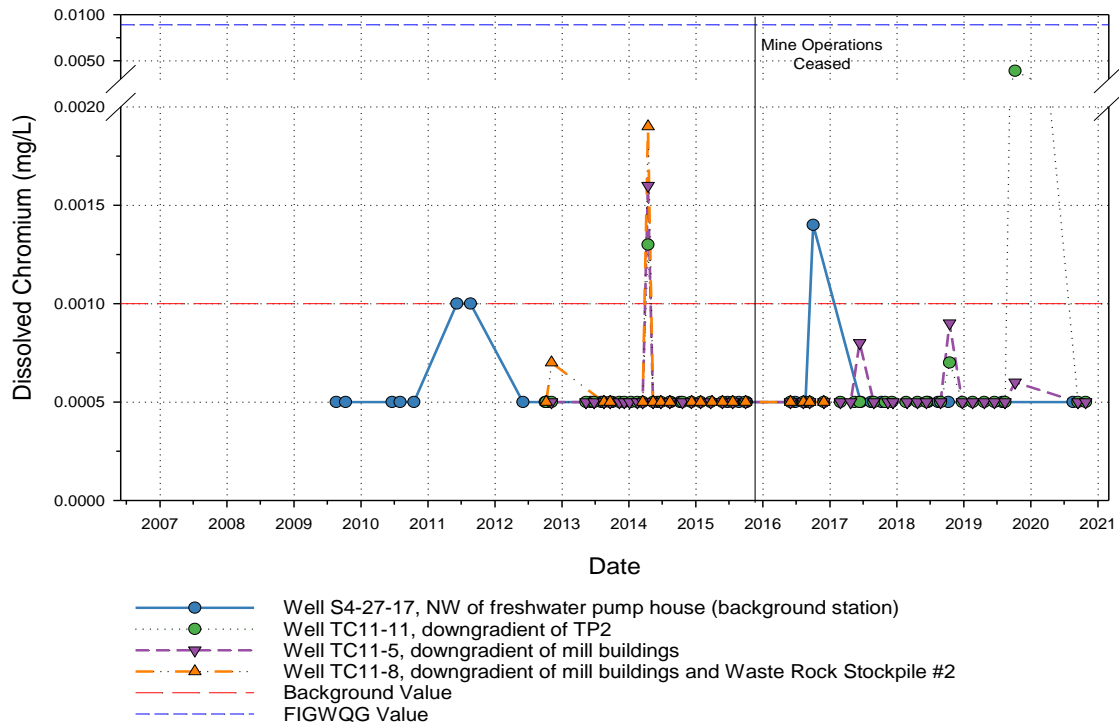 0.0100
0.0050
0.0020
0.0015
0.0010
0.0005
0.0000
Dissolved Chromium (mg/L)
Mine Operations
Ceased
2007 2008 2009 2010 2011 2012 2013 2014 2015 2016 2017 2018 2019 2020 2021
Date
Well S4-27-17, NW of freshwater pump house (background station)
Well TC11-11, downgradient of TP2
Well TC11-5, downgradient of mill buildings
Well TC11-8, downgradient of mill buildings and Waste Rock Stockpile #2
Background Value
FIGWQG Value